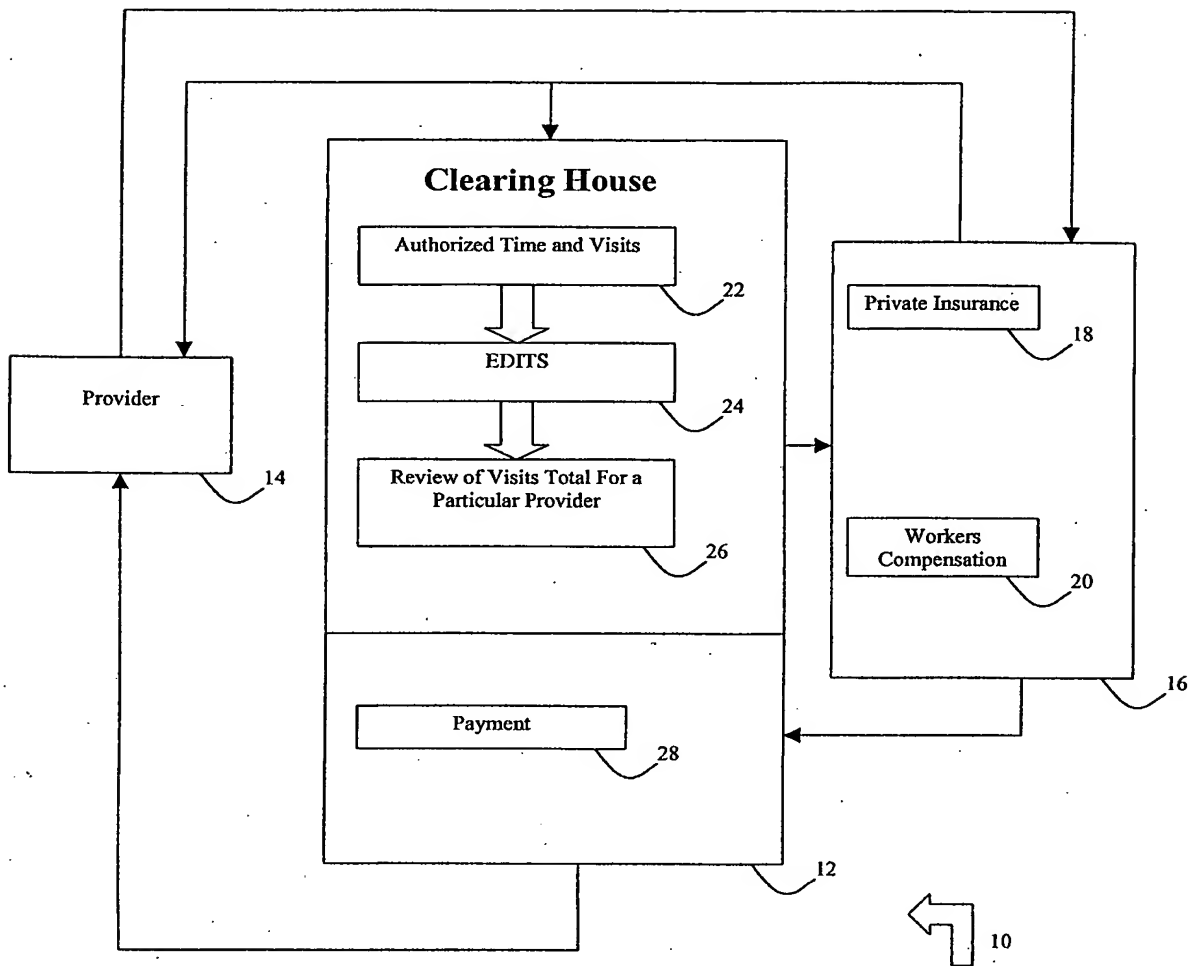 Clearing House
Authorized Time and Visits
22
EDITS
24
Review of Visits Total For a
Particular Provider
26
Payment
28
12
Provider
14
Private Insurance
18
Workers
Compensation
20
16
10